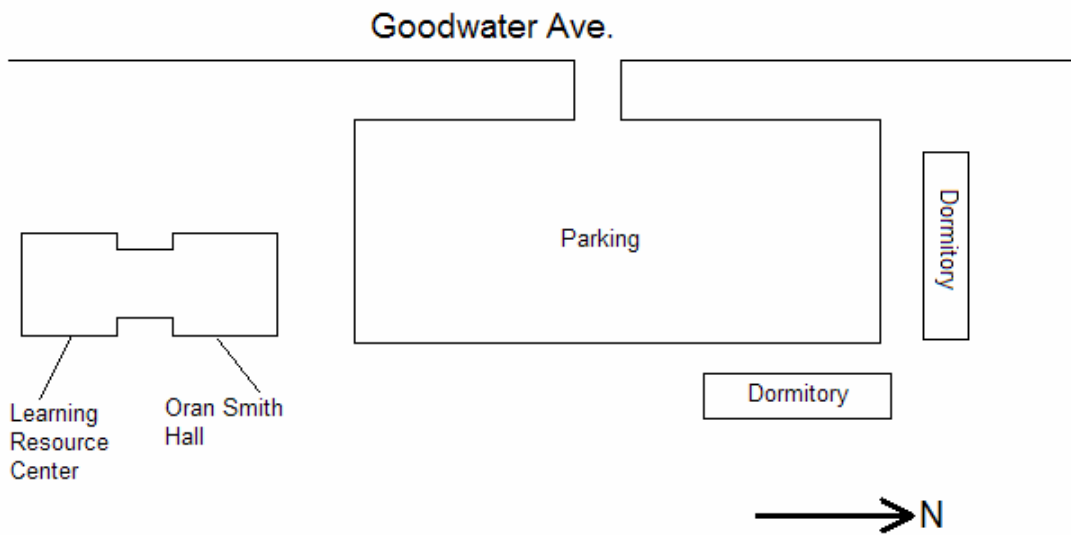 Goodwater Ave.
Parking
Dormitory
Dormitory
Learning
Resource
Center
Oran Smith
Hall
N